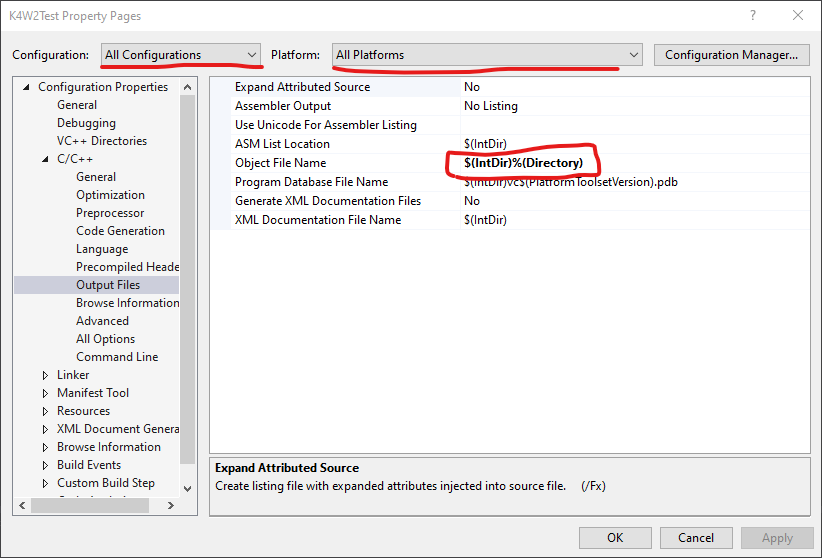 K4W2Test Property Pages
Configuration: All Configurations Platform: All Platforms Configuration Manager...
Configuration Properties
General
Debugging
VC++ Directories
C/C++
General
Optimization
Preprocessor
Code Generation
Language
Precompiled Heade
Output Files
Browse Information
Advanced
All Options
Command Line
Linker
Manifest Tool
Resources
XML Document Genera
Browse Information
Build Events
Custom Build Step
Expand Attributed Source No
Assembler Output No Listing
Use Unicode For Assembler Listing
ASM List Location $(IntDir)
Object File Name $(IntDir)%(Directory)
Program Database File Name $(IntDir)vc$(PlatformToolsetVersion).pdb
Generate XML Documentation Files No
XML Documentation File Name $(IntDir)
Expand Attributed Source
Create listing file with expanded attributes injected into source file. (/Fx)
OK Cancel Apply